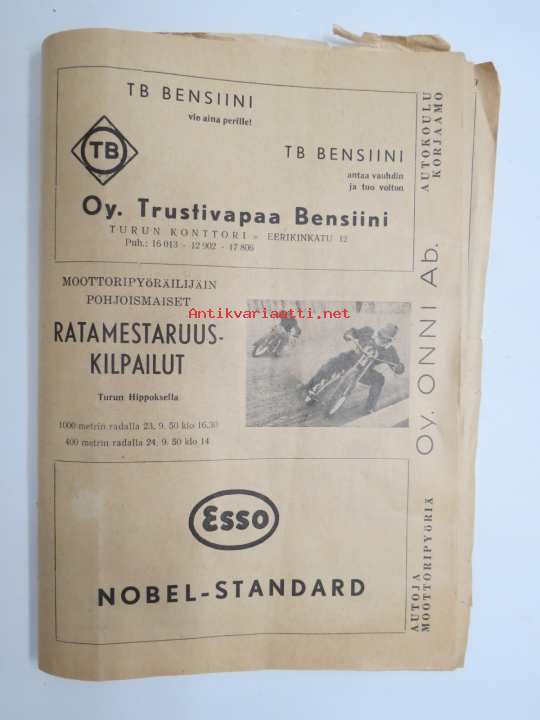 TB BENSIINI
vie aina perille!
TB
TB BENSIINI
antaa vauhdin
ja tuo voiton
Oy. Trustivapaa Bensiini
TURUN KONTTORI - EERIKINKATU 12
Puh.: 16 013 - 12 902 - 17 806
MOOTTORIPYÖRÄILIJÄIN
POHJOISMAISET
RATAMESTARUUS-
KILPAILUT
Turun Hippoksella
1000 metrin radalla 23. 9. 50 klo 16.30
400 metrin radalla 24. 9. 50 klo 14
Antikvariaatti.net
Esso
NOBEL-STANDARD
AUTOKOULU
KORJAAMO
Oy. ONNI Ab.
AUTOJA
MOOTTORIPYÖRIÄ